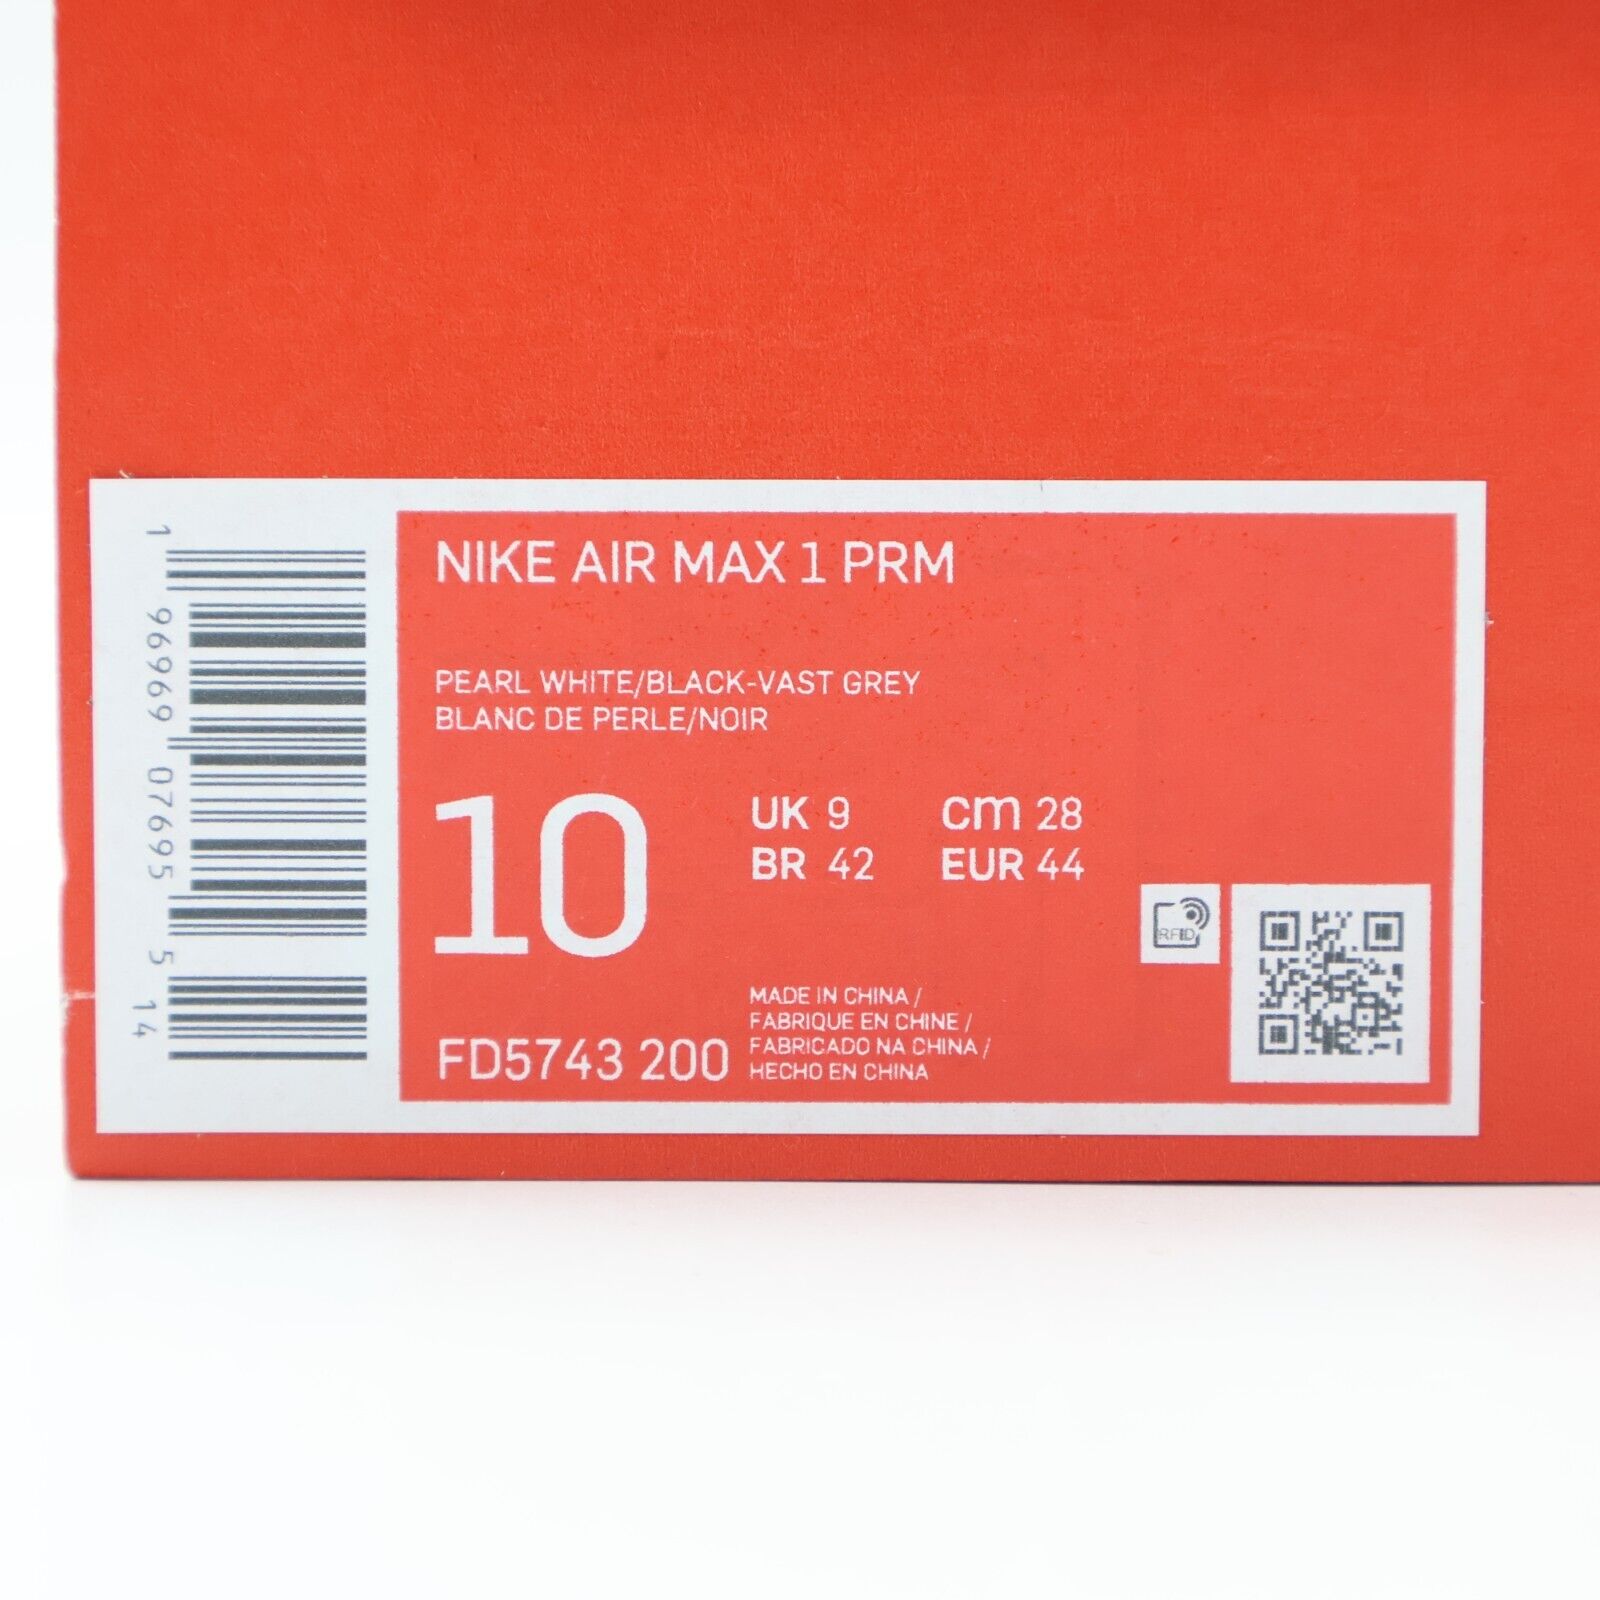 NIKE AIR MAX 1 PRM
PEARL WHITE/BLACK-VAST GREY
BLANC DE PERLE/NOIR
10
UK 9 cm 28
BR 42 EUR 44
RFID
FD5743 200
MADE IN CHINA /
FABRIQUE EN CHINE /
FABRICADO NA CHINA /
HECHO EN CHINA
1 96969 07695 5 14